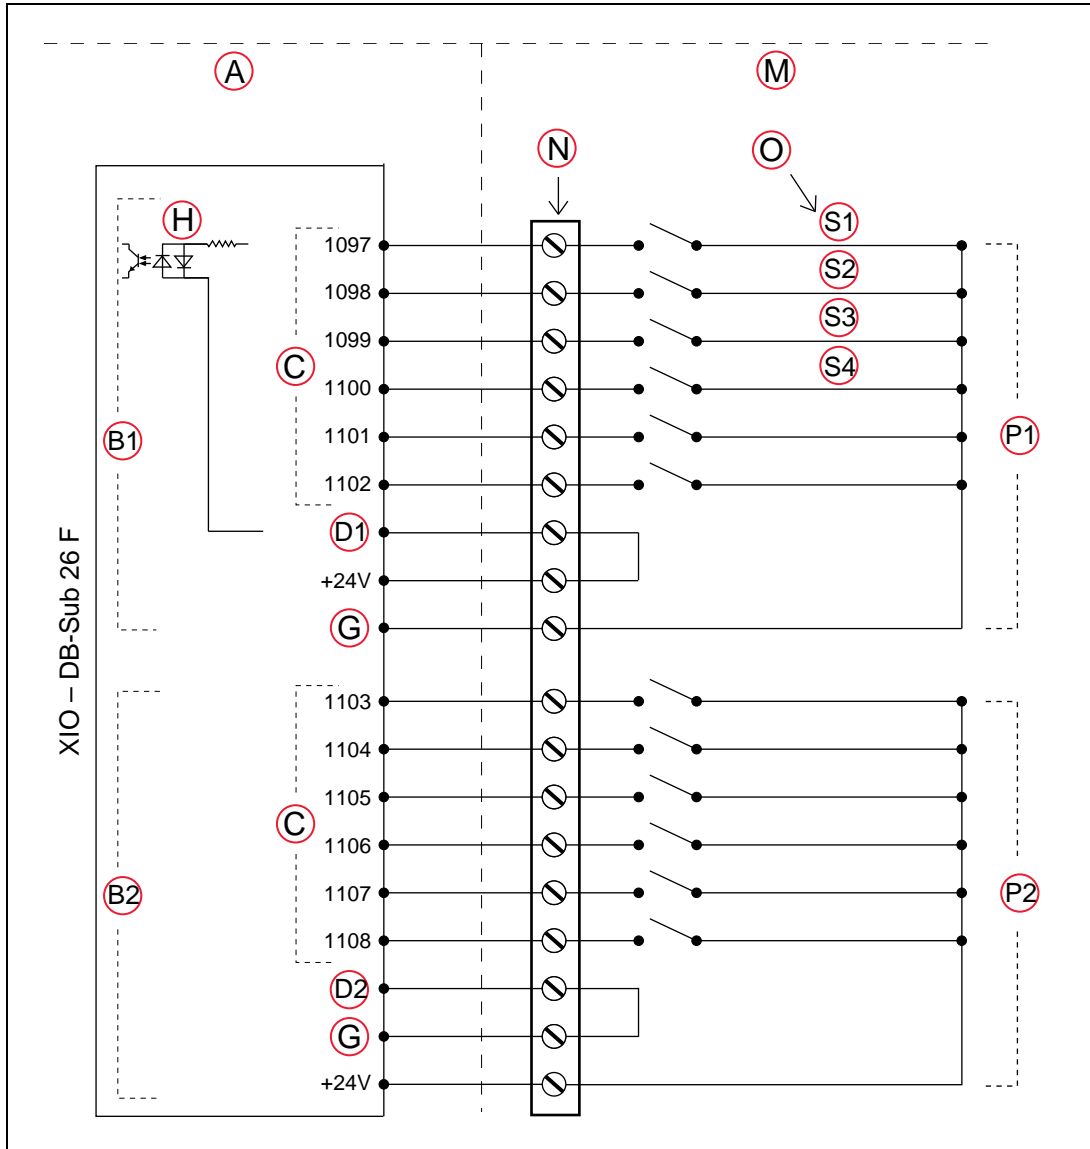 A
M
N
O
H
S1
1097
S2
1098
S3
1099
C
S4
1100
B1
1101
P1
1102
D1
+24V
G
XIO – DB-Sub 26 F
1103
1104
1105
C
1106
B2
1107
P2
1108
D2
G
+24V